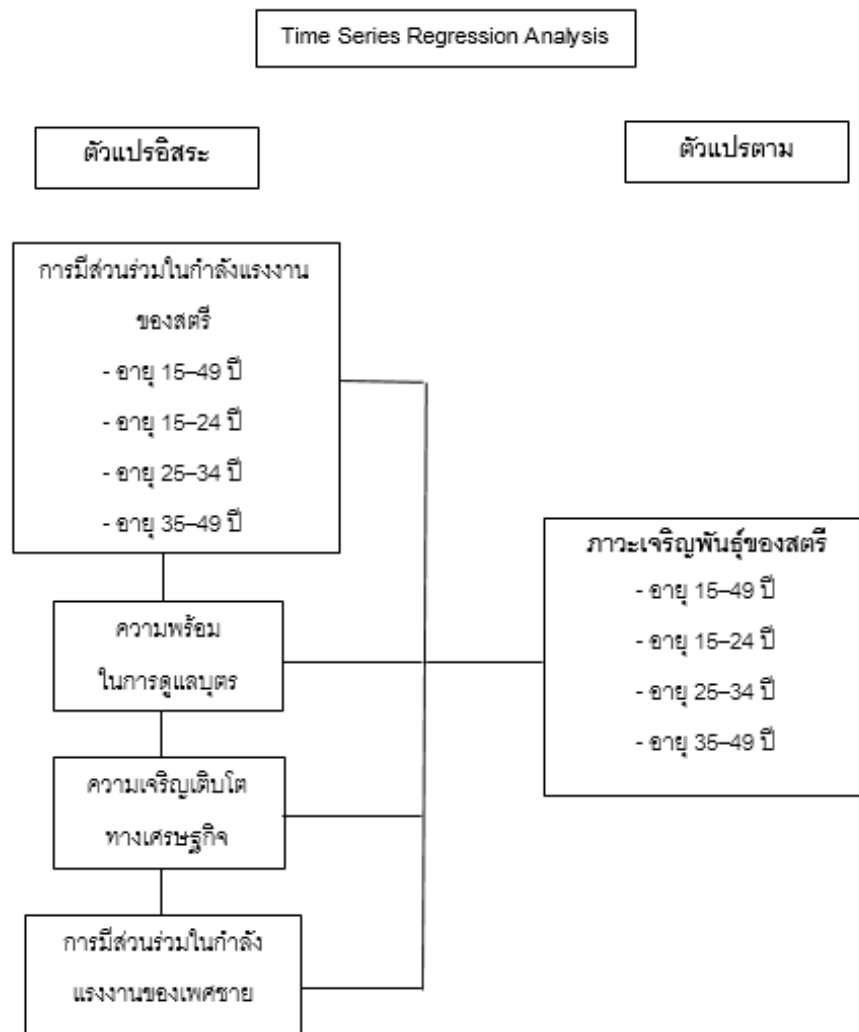 Time Series Regression Analysis
ตัวแปรอิสระ
ตัวแปรตาม
การมีส่วนร่วมในกำลังแรงงาน
ของสตรี
- อายุ 15–49 ปี
- อายุ 15–24 ปี
- อายุ 25–34 ปี
- อายุ 35–49 ปี
ความพร้อม
ในการดูแลบุตร
ความเจริญเติบโต
ทางเศรษฐกิจ
การมีส่วนร่วมในกำลัง
แรงงานของเพศชาย
ภาวะเจริญพันธุ์ของสตรี
- อายุ 15–49 ปี
- อายุ 15–24 ปี
- อายุ 25–34 ปี
- อายุ 35–49 ปี